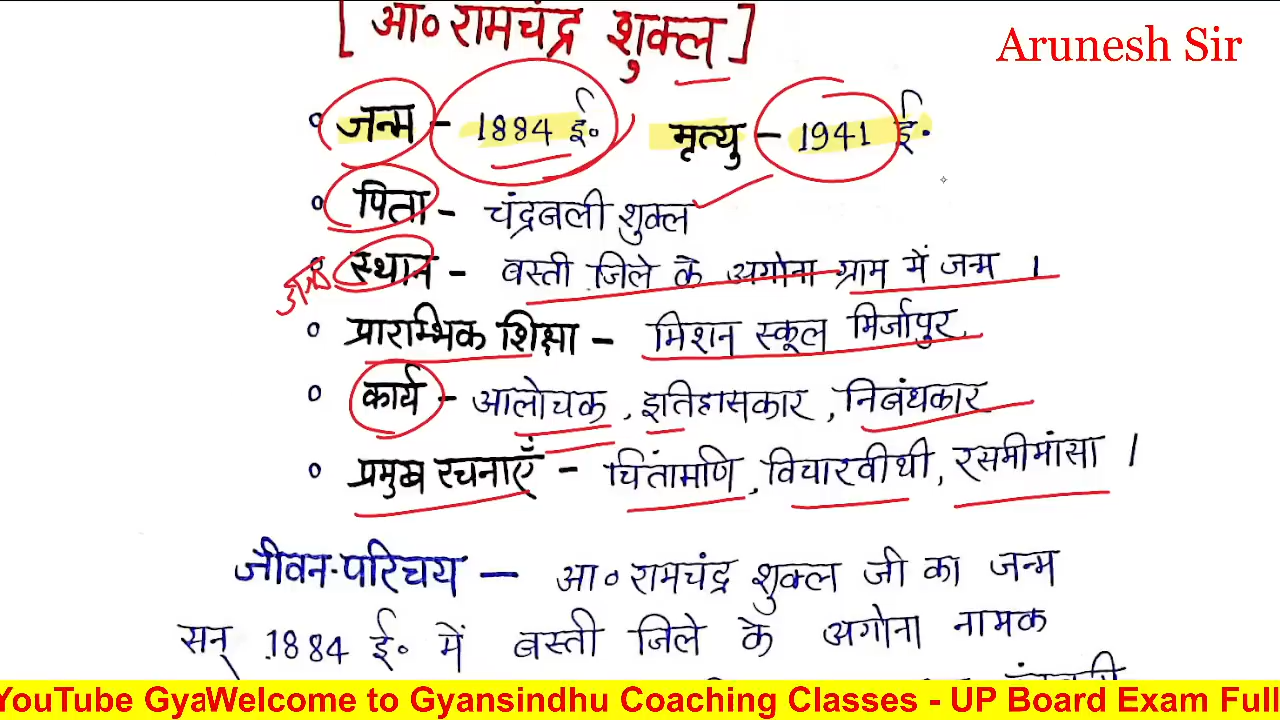 [ आ० रामचंद्र शुक्ल ]
Arunesh Sir
जन्म - 1884 ई० मृत्यु - 1941 ई.
पिता - चंद्रबली शुक्ल
स्थान - बस्ती जिले के अगोना ग्राम में जन्म ।
प्रारम्भिक शिक्षा - मिशन स्कूल मिर्जापुर.
कार्य - आलोचक, इतिहासकार, निबंधकार
प्रमुख रचनाएँ - चिंतामणि, विचारवीथी, रसमीमांसा ।
जीवन-परिचय - आ० रामचंद्र शुक्ल जी का जन्म
सन् 1884 ई० में बस्ती जिले के अगोना नामक
YouTube GyaWelcome to Gyansindhu Coaching Classes - UP Board Exam Full